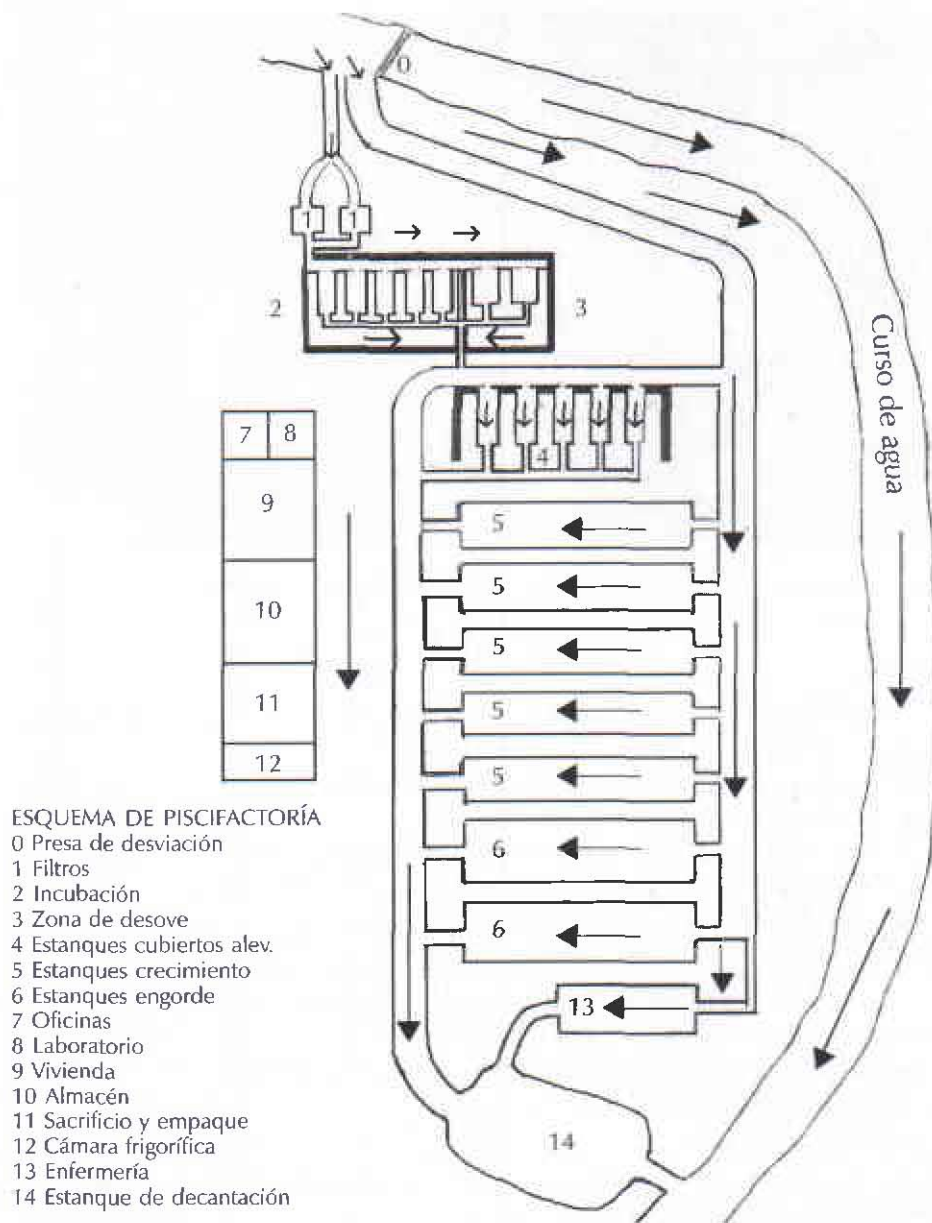 0
1 1
2
3
Curso de agua
7 8
4
9
5
5
10
5
11
5
12
5
6
6
13
14
ESQUEMA DE PISCIFACTORÍA
0 Presa de desviación
1 Filtros
2 Incubación
3 Zona de desove
4 Estanques cubiertos alev.
5 Estanques crecimiento
6 Estanques engorde
7 Oficinas
8 Laboratorio
9 Vivienda
10 Almacén
11 Sacrificio y empaque
12 Cámara frigorífica
13 Enfermería
14 Estanque de decantación